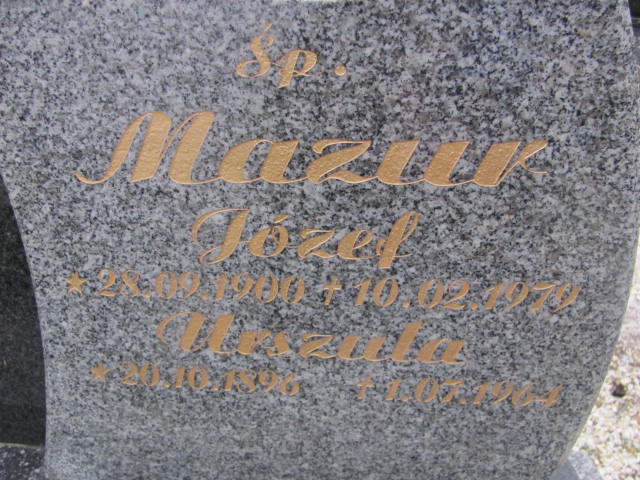 Śp.
Mazur
Józef
★ 28.09.1900 † 10.02.1979
Urszula
★ 20.10.1896 † 1.07.1964